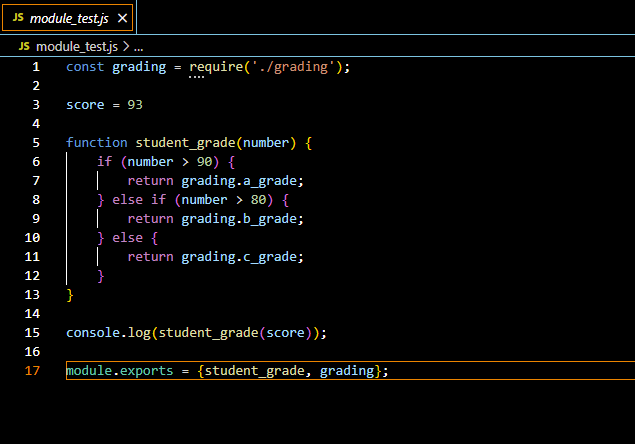 JS module_test.js ×
JS module_test.js > ...
1 const grading = require('./grading');
2
3 score = 93
4
5 function student_grade(number) {
6     if (number > 90) {
7         return grading.a_grade;
8     } else if (number > 80) {
9         return grading.b_grade;
10     } else {
11         return grading.c_grade;
12     }
13 }
14
15 console.log(student_grade(score));
16
17 module.exports = {student_grade, grading};